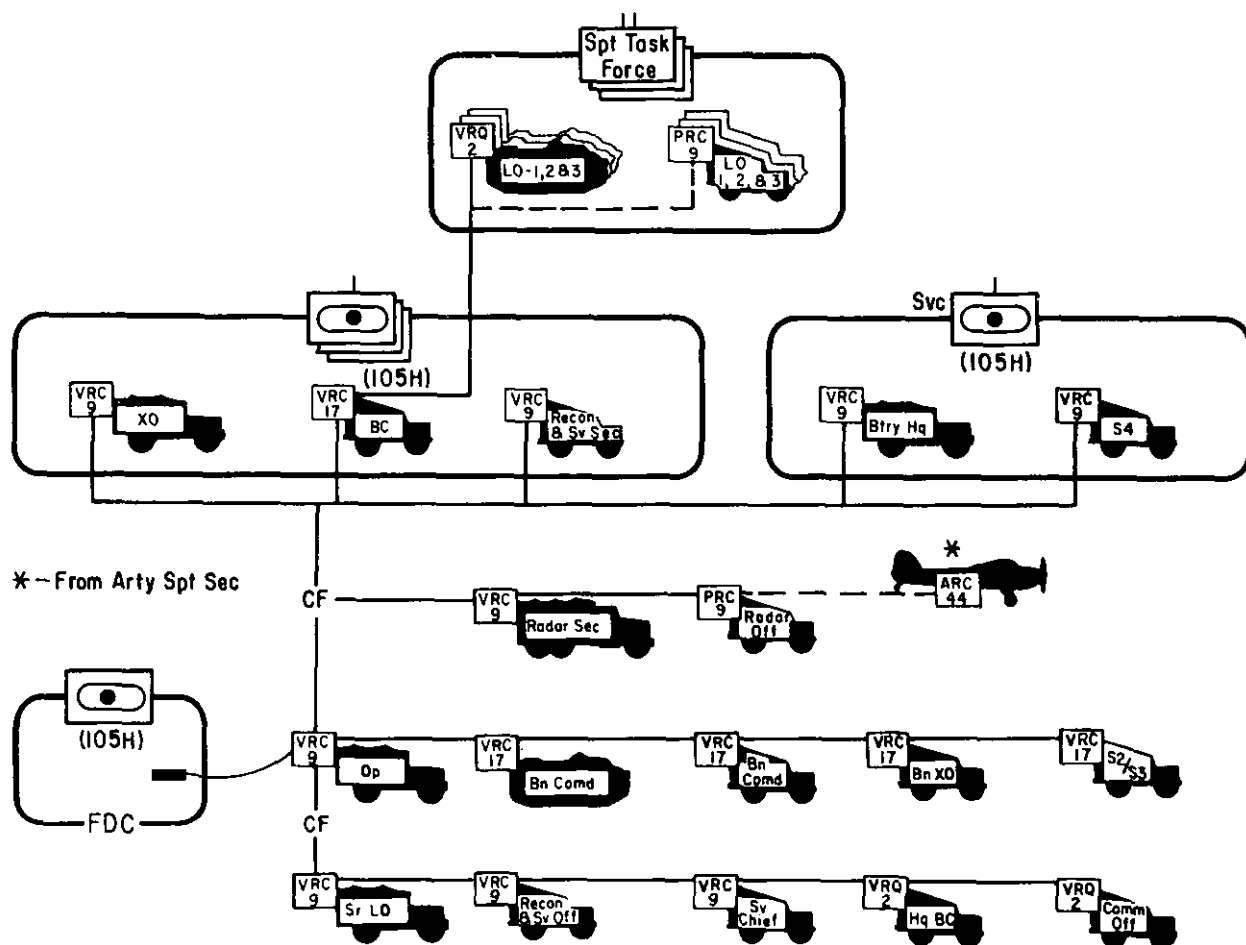 Spt Task
Force
VRQ
2
LO-1,2&3
PRC
9
LO
1, 2, & 3
(105H)
VRC
9
XO
VRC
17
BC
VRC
9
Recon
& Sv Sec
Svc
(105H)
VRC
9
Btry Hq
VRC
9
S4
*--From Arty Spt Sec
CF
VRC
9
Radar Sec
PRC
9
Radar
Off
*
ARC
44
(105H)
FDC
VRC
9
Op
VRC
17
Bn Comd
VRC
17
Bn
Comd
VRC
17
Bn XO
VRC
17
S2/
S3
CF
VRC
9
Sr LO
VRC
9
Recon
& Sv Off
VRC
9
Sv
Chief
VRQ
2
Hq BC
VRQ
2
Comm
Off